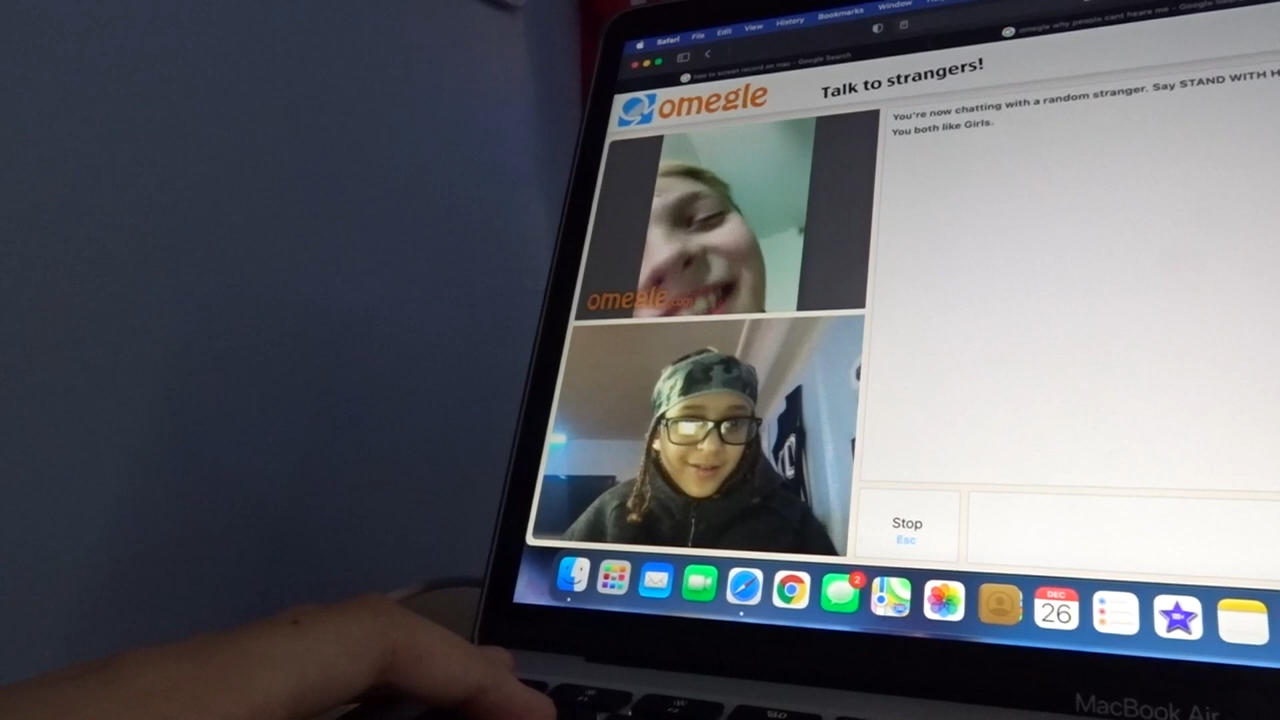 Safari File Edit View History Bookmarks Window
how to screen record on mac - Google Search
omegle why people cant heare me - Google
omegle
Talk to strangers!
You're now chatting with a random stranger. Say STAND WITH H
You both like Girls.
omegle.com
Stop
Esc
2
DEC
26
MacBook Air